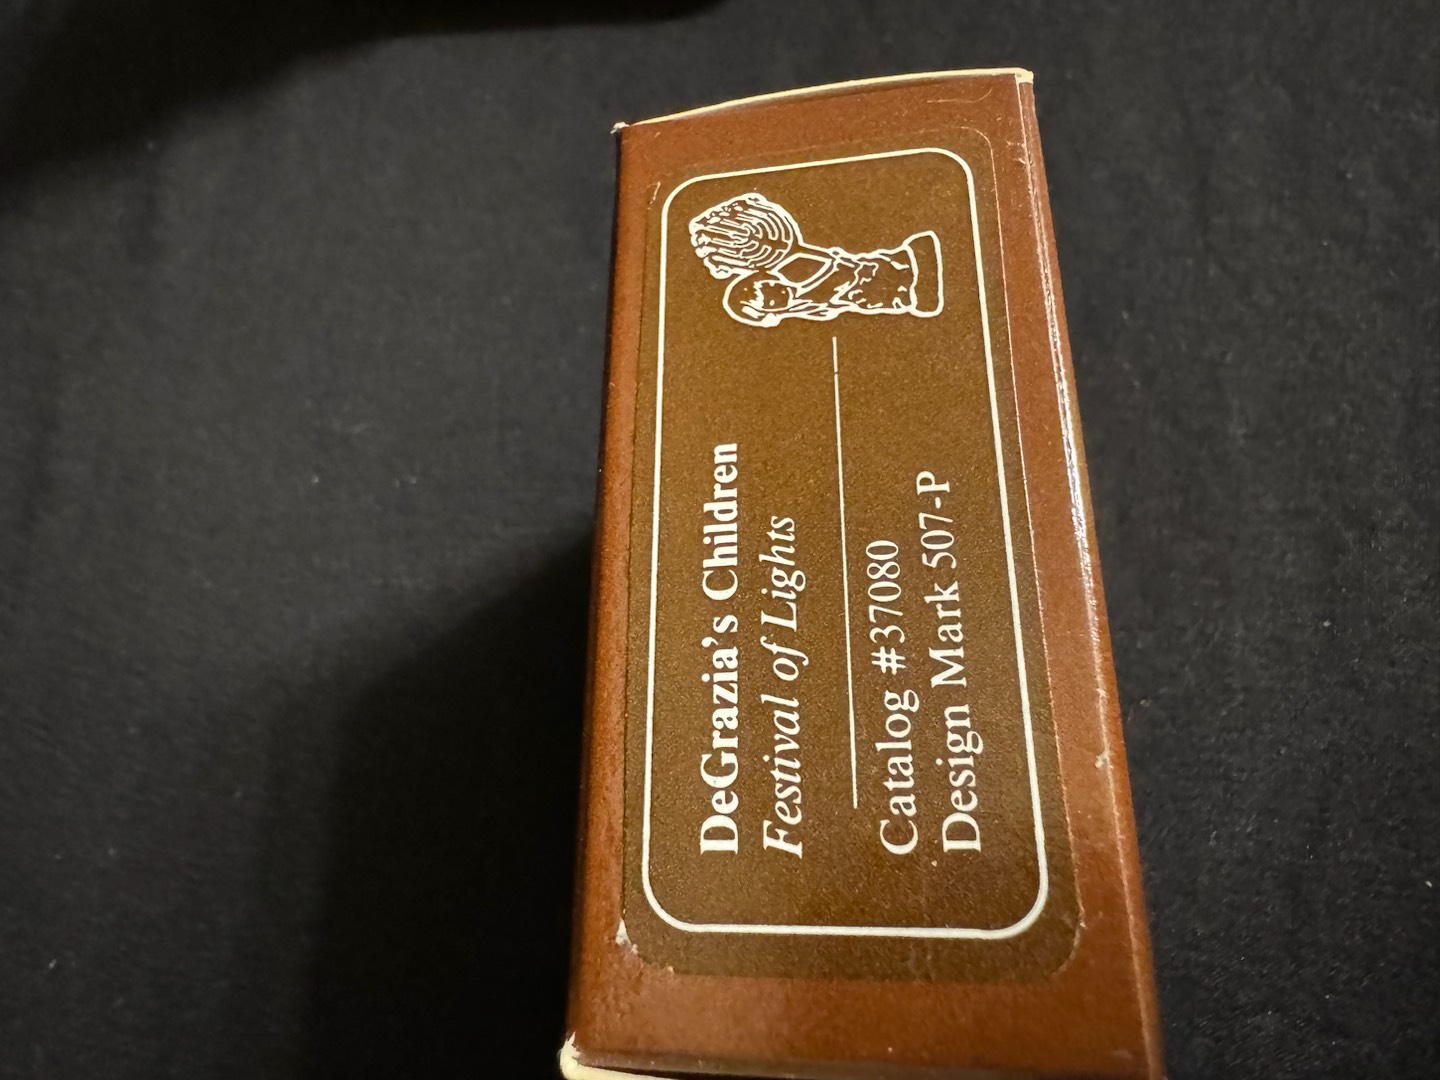 DeGrazia's Children
Festival of Lights
Catalog #37080
Design Mark 507-P